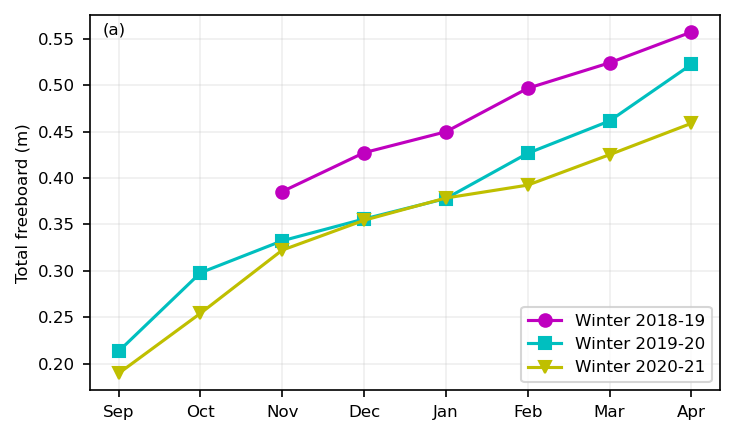 (a)
Total freeboard (m)
0.55
0.50
0.45
0.40
0.35
0.30
0.25
0.20
Winter 2018-19
Winter 2019-20
Winter 2020-21
Sep Oct Nov Dec Jan Feb Mar Apr